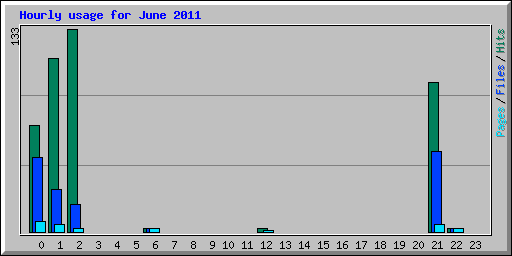 Hourly usage for June 2011
133
Pages/Files/Hits
0 1 2 3 4 5 6 7 8 9 10 11 12 13 14 15 16 17 18 19 20 21 22 23